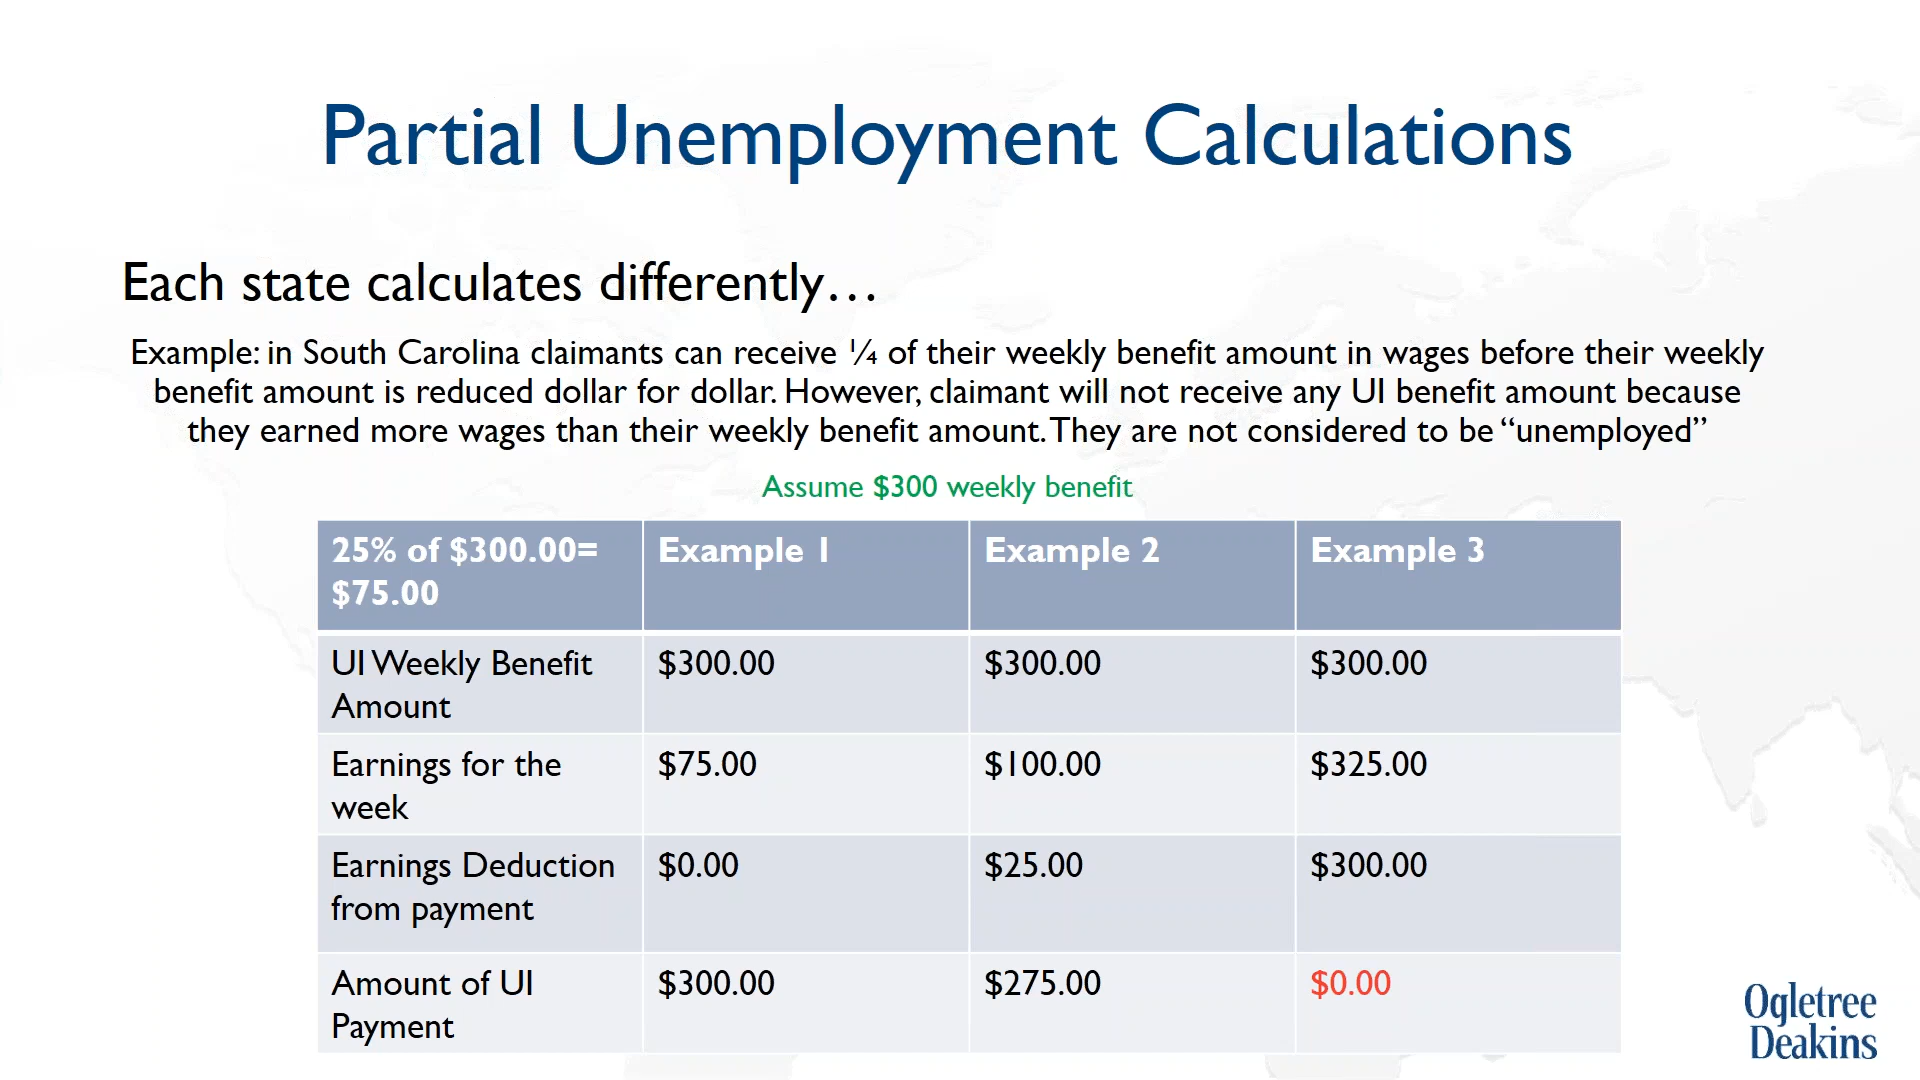 Partial Unemployment Calculations
Each state calculates differently…
Example: in South Carolina claimants can receive ¼ of their weekly benefit amount in wages before their weekly
benefit amount is reduced dollar for dollar. However, claimant will not receive any UI benefit amount because
they earned more wages than their weekly benefit amount. They are not considered to be “unemployed”
Assume $300 weekly benefit
25% of $300.00=
$75.00
Example 1
Example 2
Example 3
UI Weekly Benefit
Amount
$300.00
$300.00
$300.00
Earnings for the
week
$75.00
$100.00
$325.00
Earnings Deduction
from payment
$0.00
$25.00
$300.00
Amount of UI
Payment
$300.00
$275.00
$0.00
Ogletree
Deakins